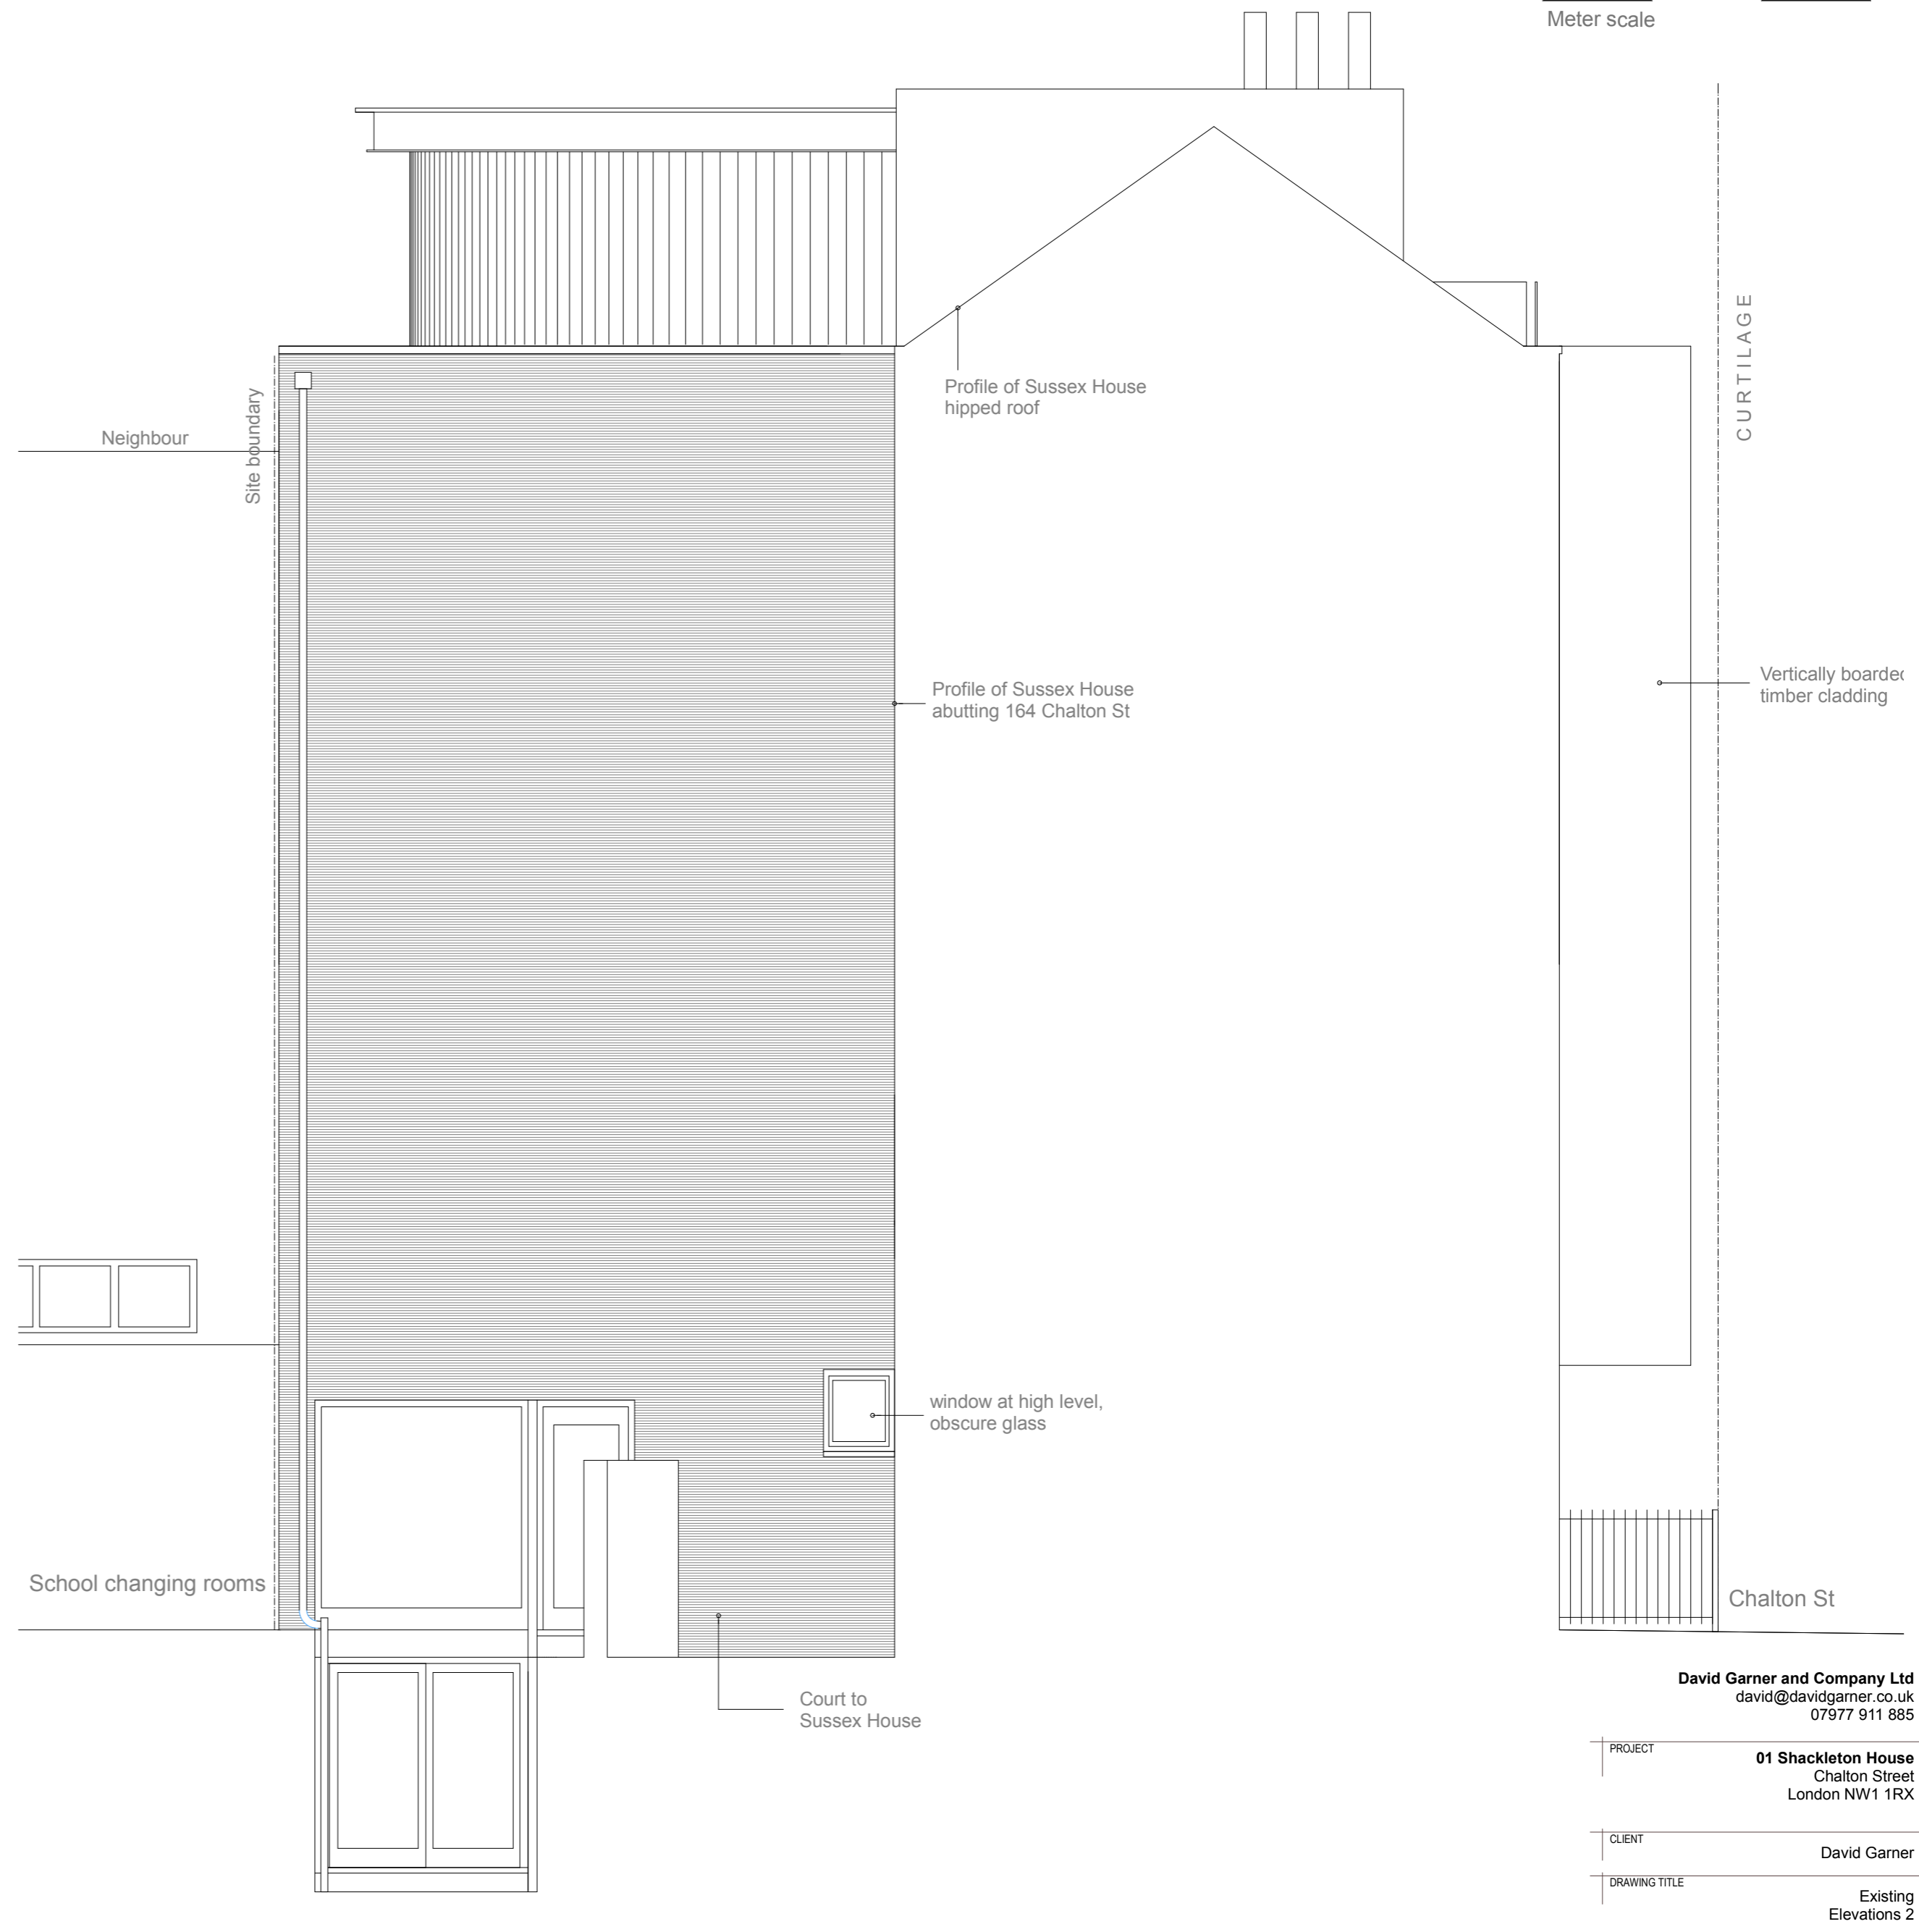 Meter scale
CURTILAGE
Profile of Sussex House
hipped roof
Neighbour
Site boundary
Profile of Sussex House
abutting 164 Chalton St
Vertically boarded
timber cladding
window at high level,
obscure glass
School changing rooms
Chalton St
Court to
Sussex House
David Garner and Company Ltd
david@davidgarner.co.uk
07977 911 885
PROJECT
01 Shackleton House
Chalton Street
London NW1 1RX
CLIENT
David Garner
DRAWING TITLE
Existing
Elevations 2